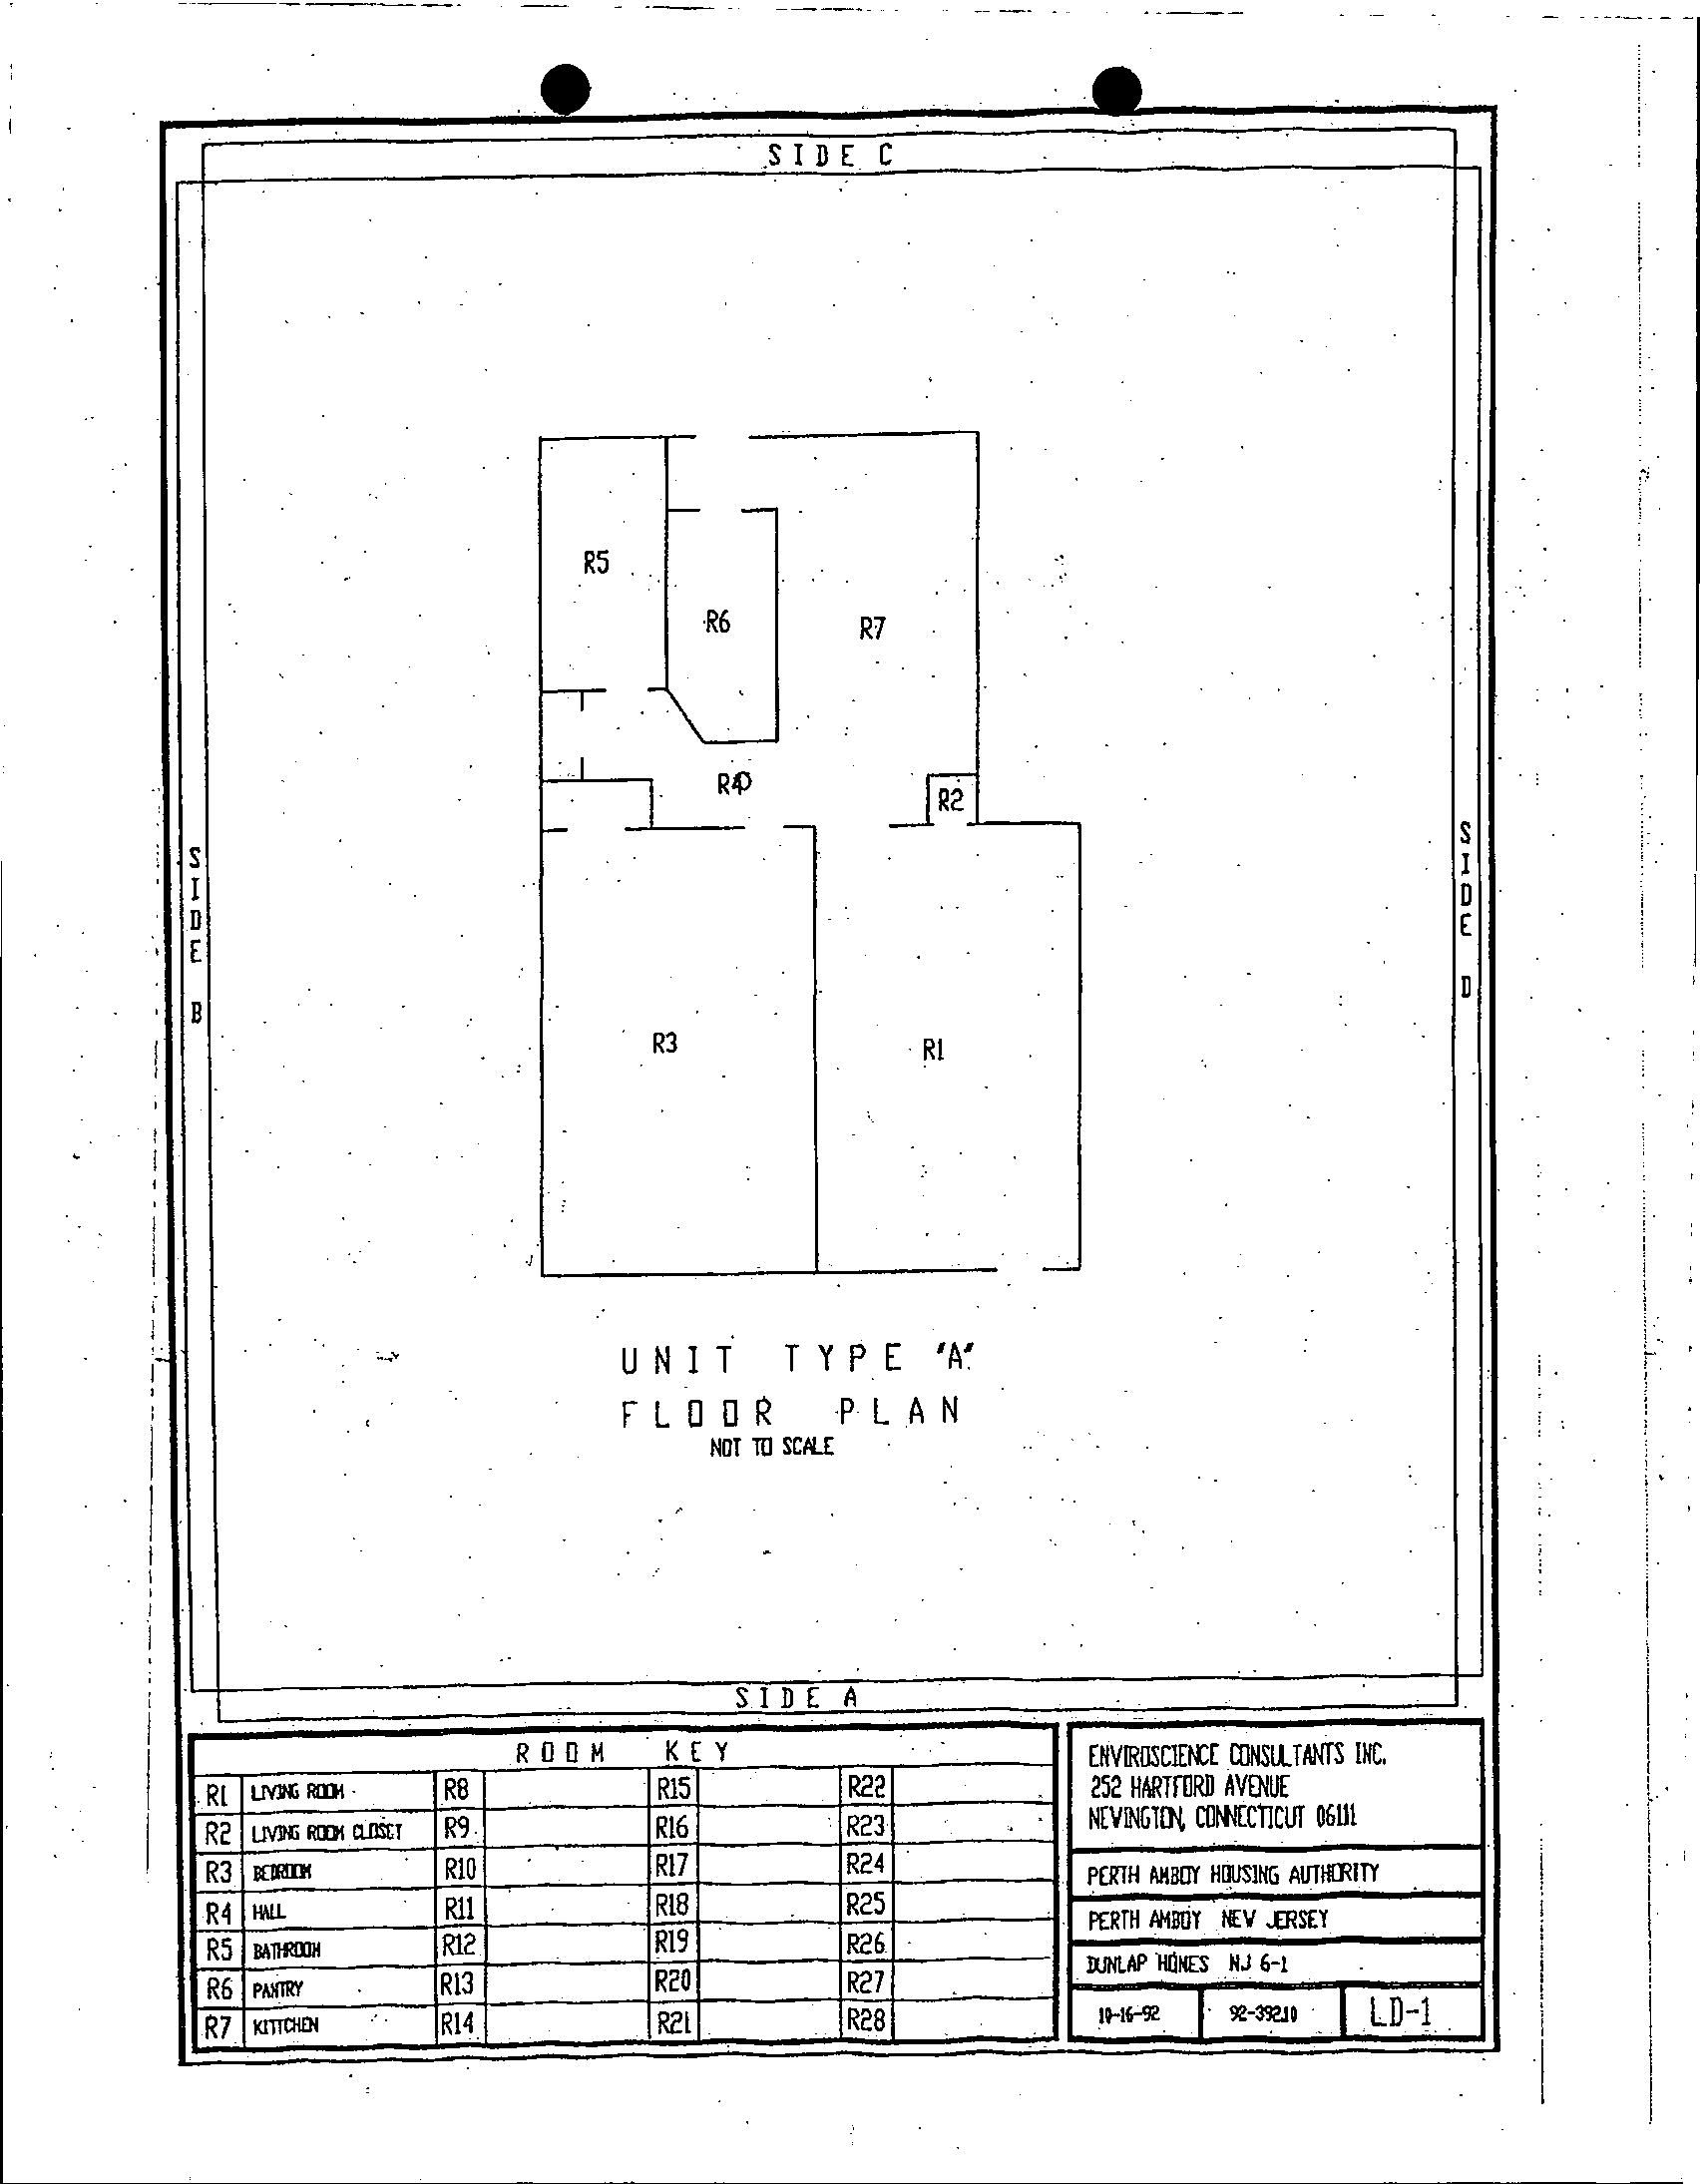 SIDE C
R5
R6
R7
R4
R2
SIDE B
SIDE D
R3
R1
UNIT TYPE "A"
FLOOR PLAN
NOT TO SCALE
SIDE A
ROOM KEY
R1 LIVING ROOM R8 R15 R22
R2 LIVING ROOM CLOSET R9 R16 R23
R3 BEDROOM R10 R17 R24
R4 HALL R11 R18 R25
R5 BATHROOM R12 R19 R26
R6 PANTRY R13 R20 R27
R7 KITTCHEN R14 R21 R28
ENVIROSCIENCE CONSULTANTS INC.
252 HARTFORD AVENUE
NEWINGTON, CONNECTICUT 06111
PERTH AMBOY HOUSING AUTHORITY
PERTH AMBOY NEW JERSEY
DUNLAP HOMES NJ 6-1
10-16-92 92-392.10 LD-1